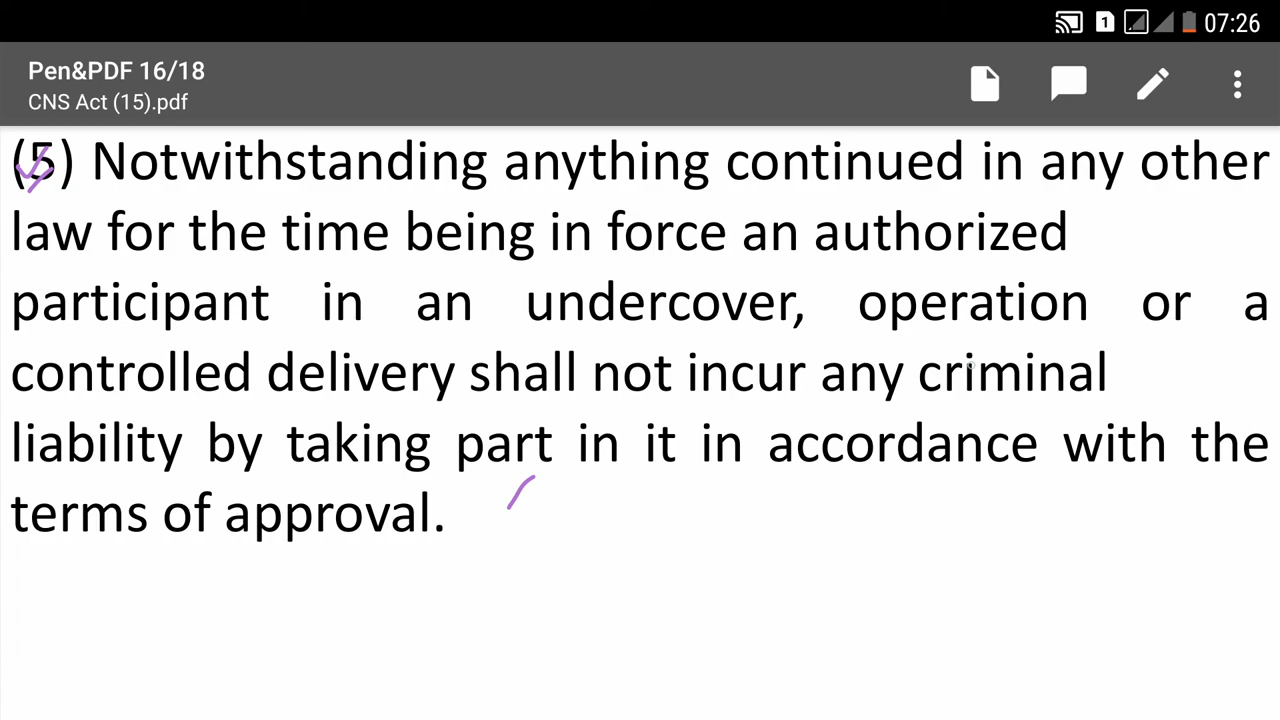 1 07:26
Pen&PDF 16/18
CNS Act (15).pdf
(5) Notwithstanding anything continued in any other
law for the time being in force an authorized
participant in an undercover, operation or a
controlled delivery shall not incur any criminal
liability by taking part in it in accordance with the
terms of approval.